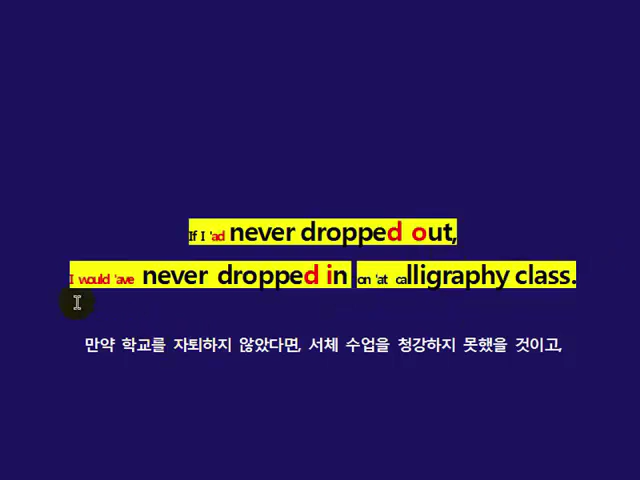 If I 'ad never dropped out,
I would 'ave never dropped in on 'at calligraphy class.
만약 학교를 자퇴하지 않았다면, 서체 수업을 청강하지 못했을 것이고,